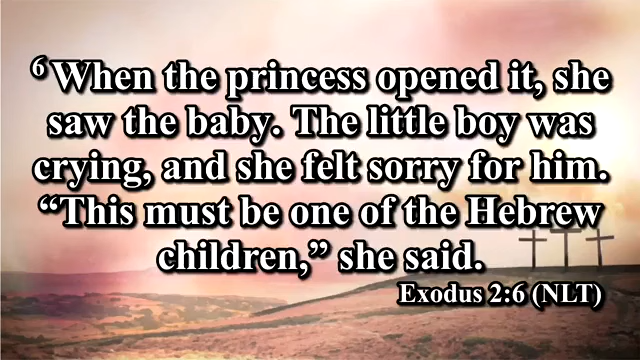 ⁶When the princess opened it, she
saw the baby. The little boy was
crying, and she felt sorry for him.
“This must be one of the Hebrew
children,” she said.
Exodus 2:6 (NLT)